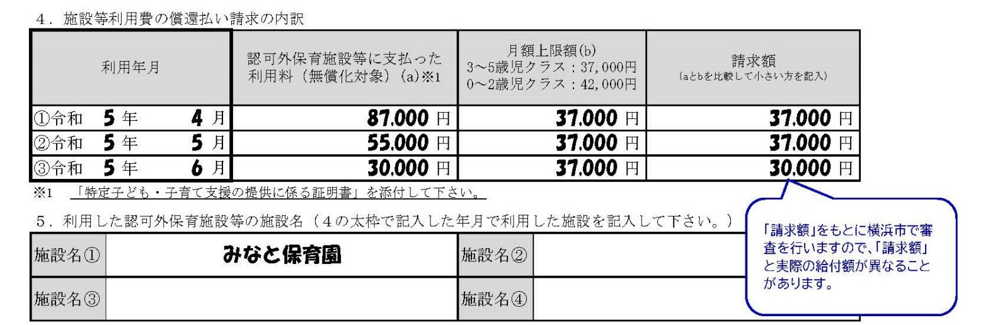 ４．施設等利用費の償還払い請求の内訳
利用年月
認可外保育施設等に支払った
利用料（無償化対象）(a)※1
月額上限額(b)
3～5歳児クラス：37,000円
0～2歳児クラス：42,000円
請求額
(aとbを比較して小さい方を記入)
①令和 5 年 4 月 87.000 円 37.000 円 37.000 円
②令和 5 年 5 月 55.000 円 37.000 円 37.000 円
③令和 5 年 6 月 30.000 円 37.000 円 30.000 円
※1 「特定子ども・子育て支援の提供に係る証明書」を添付して下さい。
５．利用した認可外保育施設等の施設名（４の太枠で記入した年月で利用した施設を記入して下さい。）
施設名① みなと保育園 施設名②
施設名③ 施設名④
「請求額」をもとに横浜市で審
査を行いますので、「請求額」
と実際の給付額が異なること
があります。